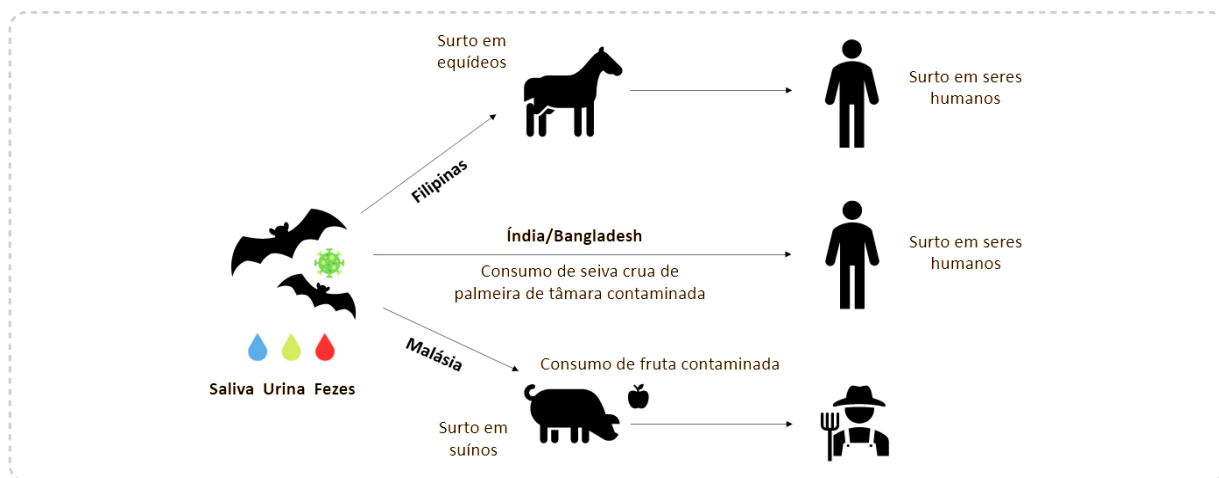 Surto em
equídeos
Surto em seres
humanos
Filipinas
Índia/Bangladesh
Consumo de seiva crua de
palmeira de tâmara contaminada
Surto em seres
humanos
Malásia
Consumo de fruta contaminada
Saliva Urina Fezes
Surto em
suínos